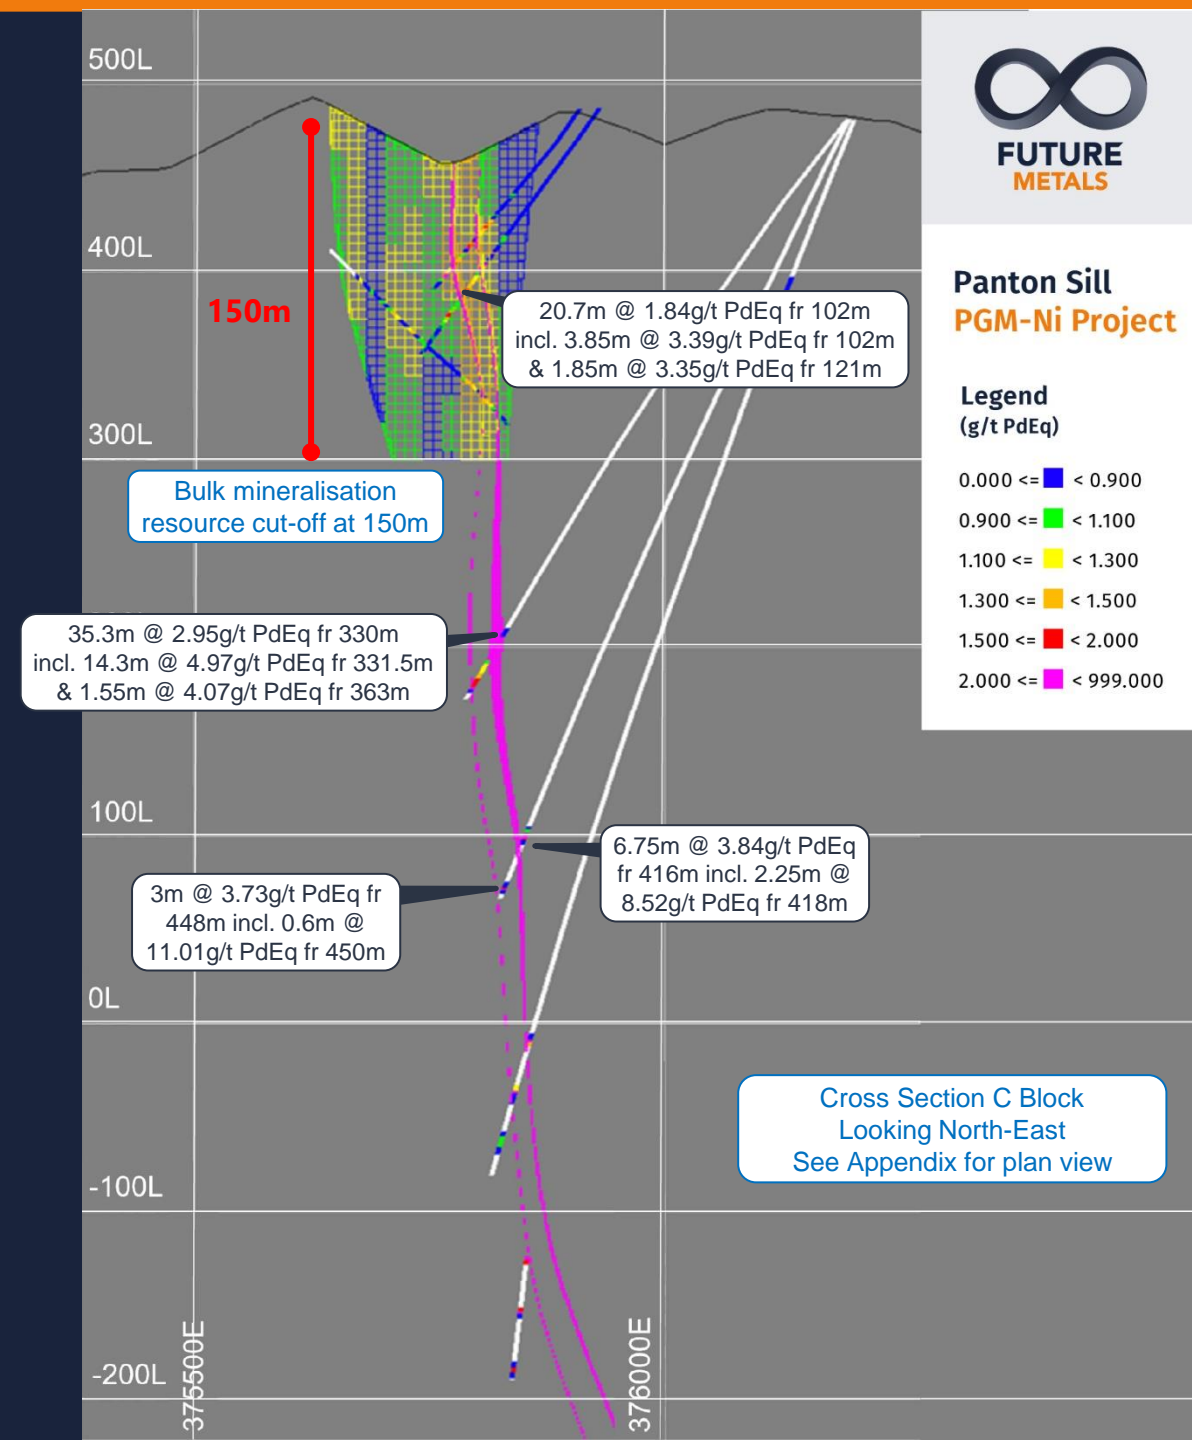 500L
400L
300L
100L
0L
-100L
-200L
375500E
376000E
150m
Bulk mineralisation
resource cut-off at 150m
20.7m @ 1.84g/t PdEq fr 102m
incl. 3.85m @ 3.39g/t PdEq fr 102m
& 1.85m @ 3.35g/t PdEq fr 121m
35.3m @ 2.95g/t PdEq fr 330m
incl. 14.3m @ 4.97g/t PdEq fr 331.5m
& 1.55m @ 4.07g/t PdEq fr 363m
6.75m @ 3.84g/t PdEq
fr 416m incl. 2.25m @
8.52g/t PdEq fr 418m
3m @ 3.73g/t PdEq fr
448m incl. 0.6m @
11.01g/t PdEq fr 450m
Cross Section C Block
Looking North-East
See Appendix for plan view
FUTURE
METALS
Panton Sill
PGM-Ni Project
Legend
(g/t PdEq)
0.000 <= < 0.900
0.900 <= < 1.100
1.100 <= < 1.300
1.300 <= < 1.500
1.500 <= < 2.000
2.000 <= < 999.000